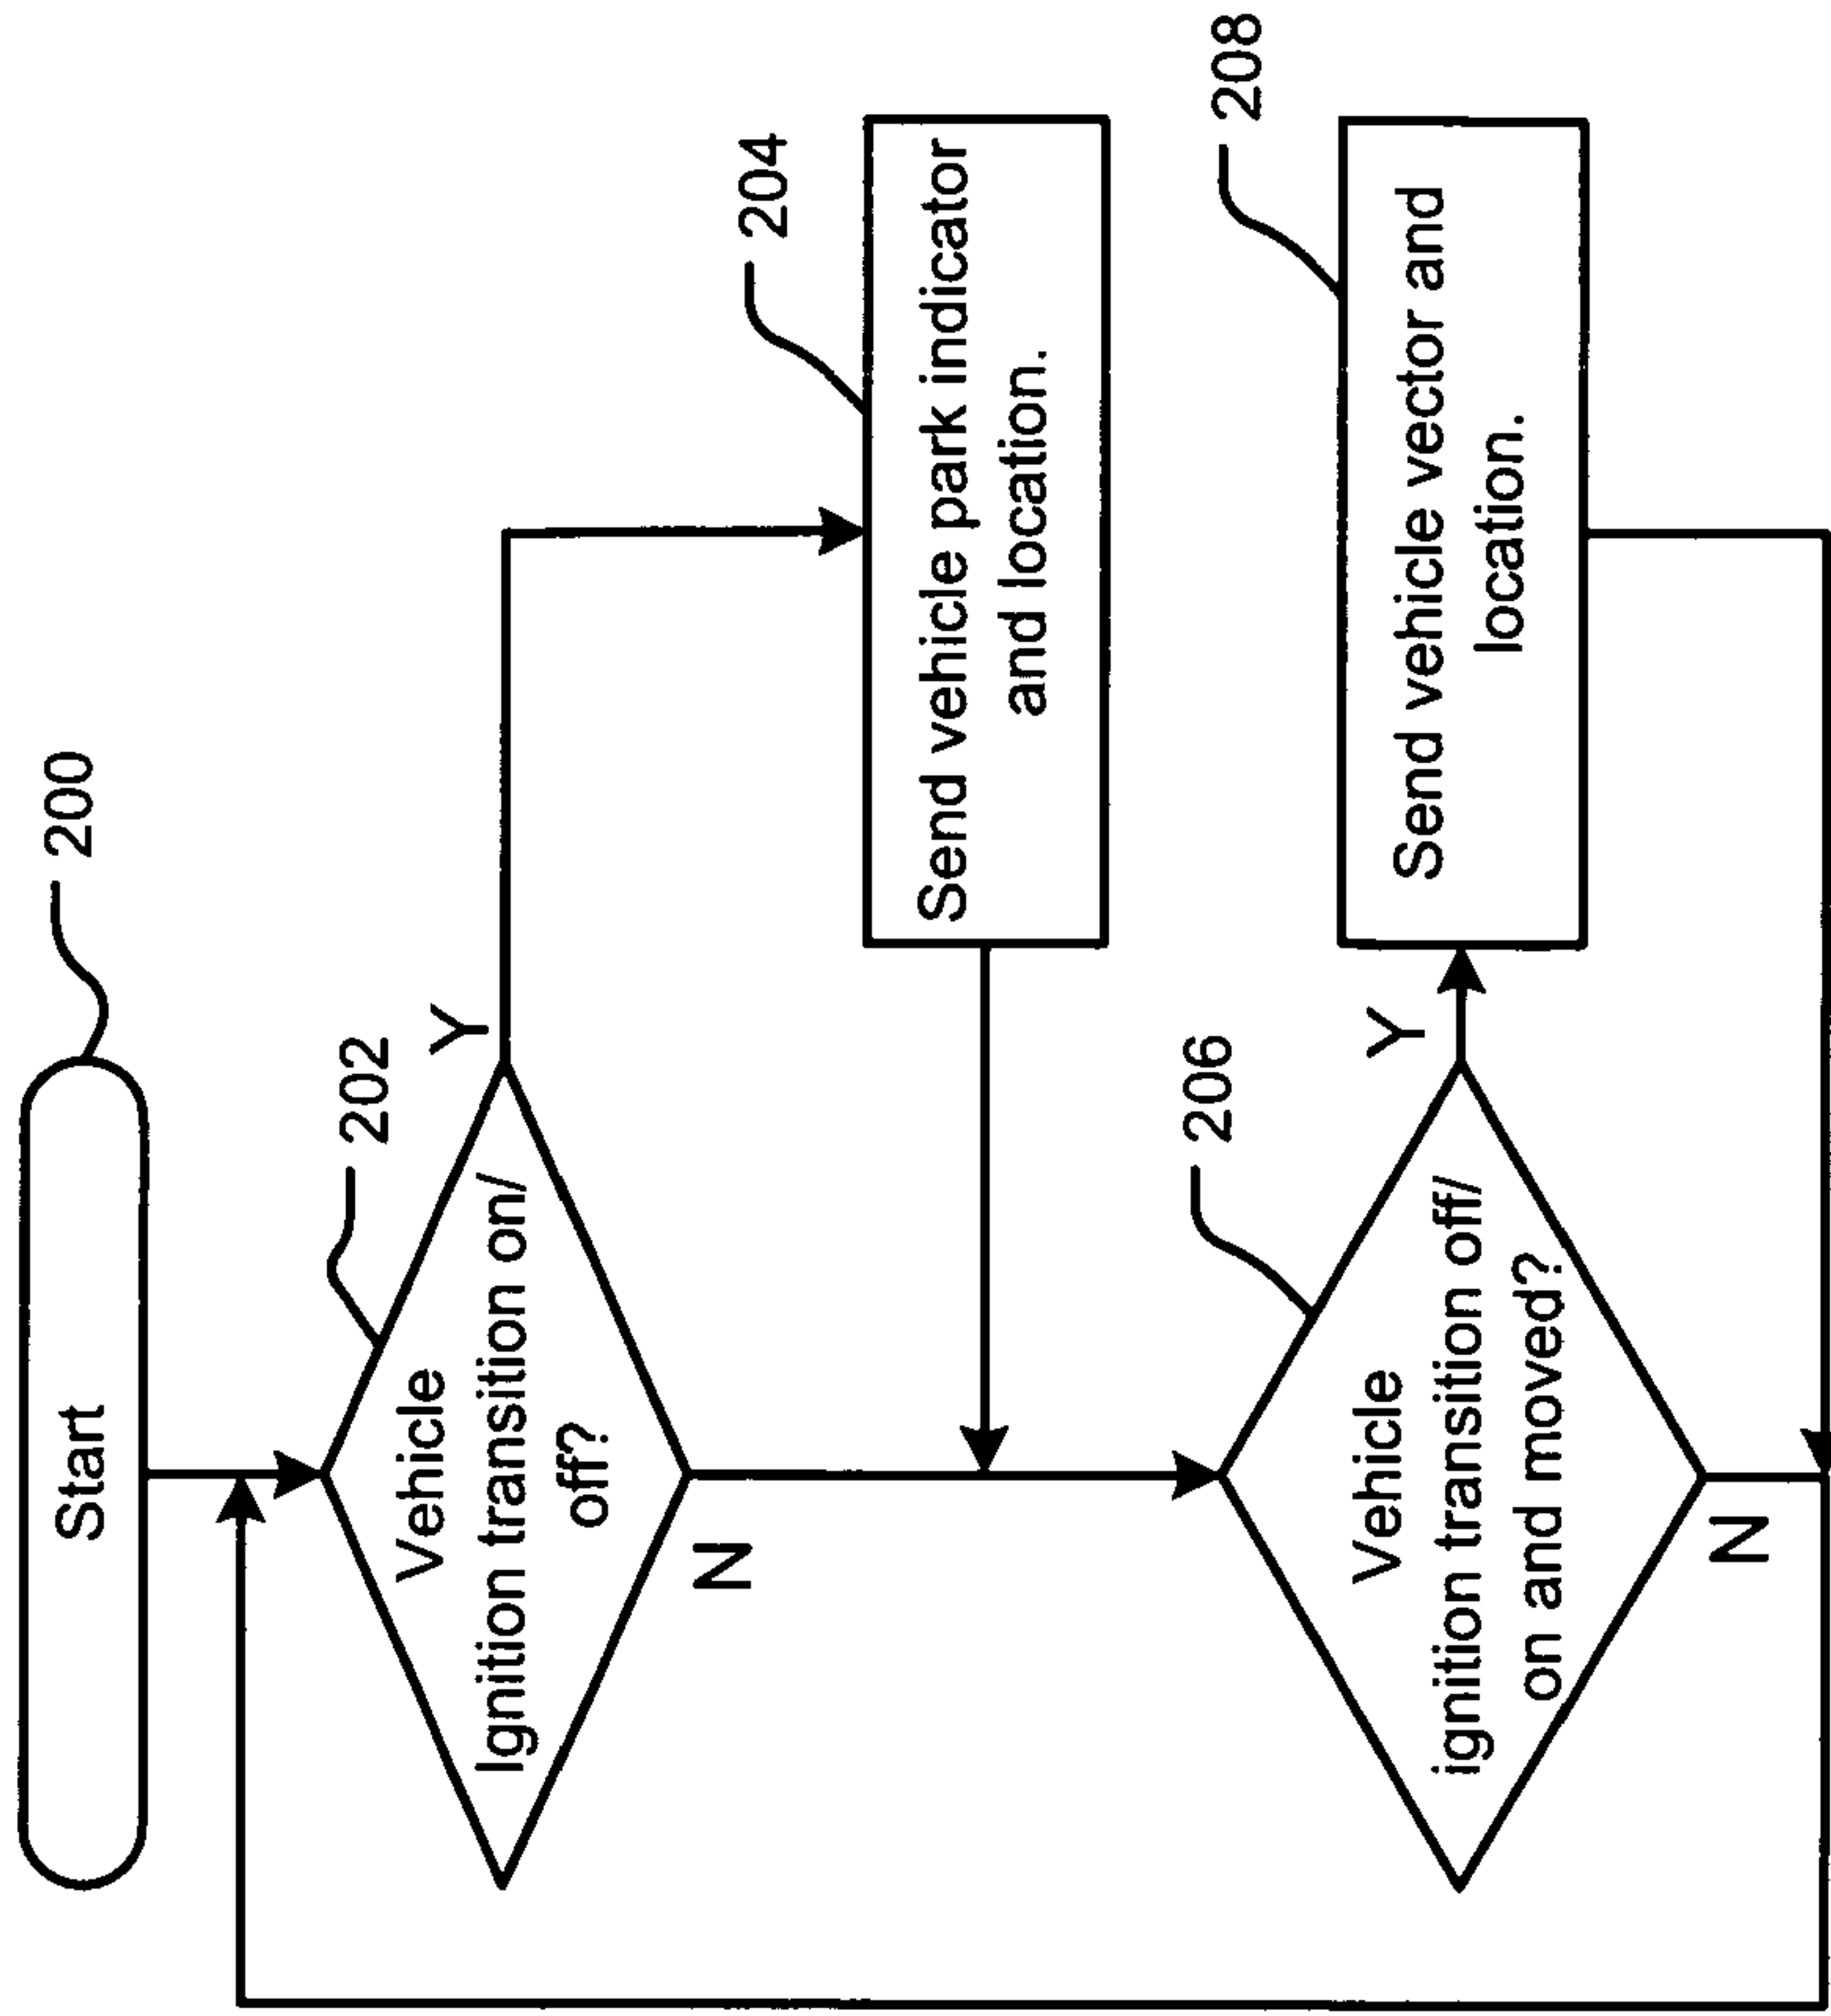 Start
200
Vehicle
Ignition transition on/
off?
202
Y
N
Send vehicle park indicator
and location.
204
Vehicle
ignition transition off/
on and moved?
206
Y
N
Send vehicle vector and
location.
208